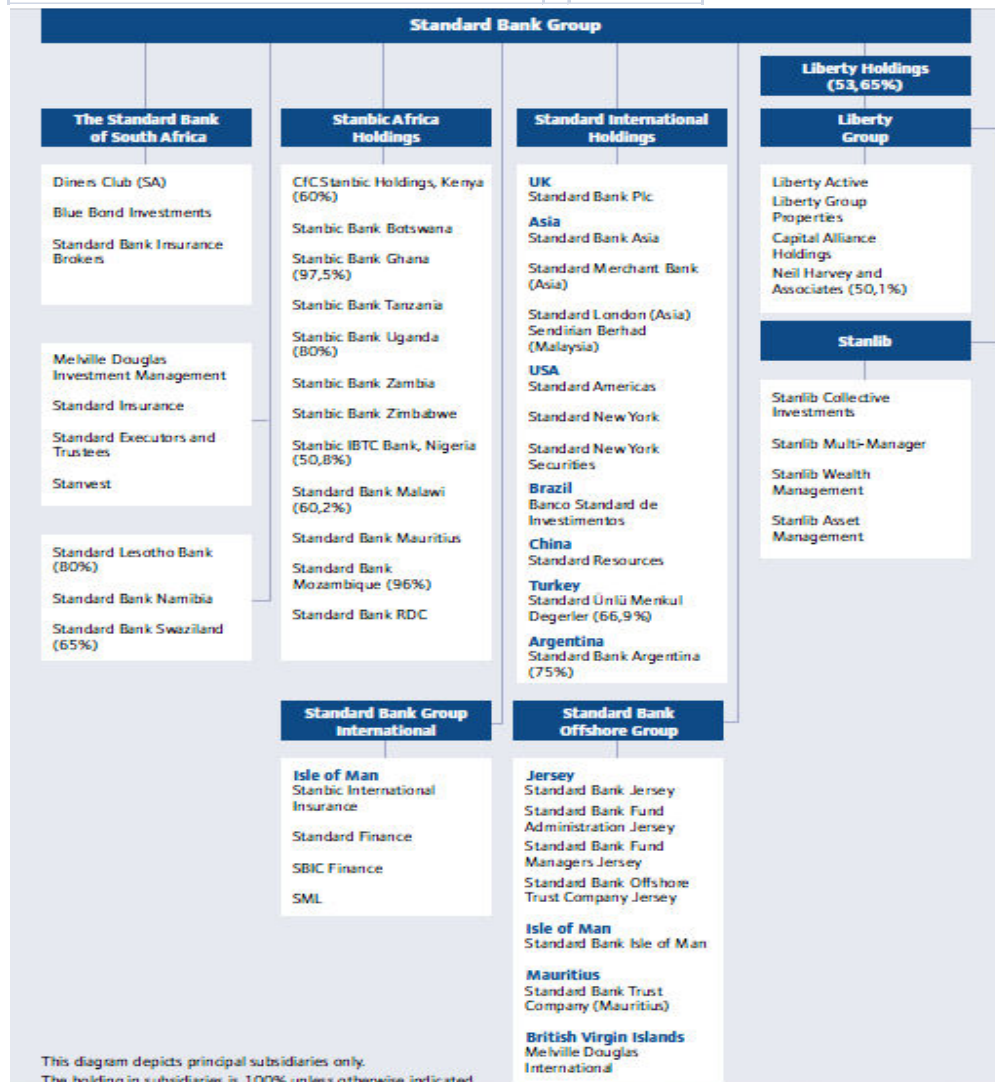 Standard Bank Group
Liberty Holdings
(53,65%)
The Standard Bank
of South Africa
Stanbic Africa
Holdings
Standard International
Holdings
Liberty
Group
Diners Club (SA)
Blue Bond Investments
Standard Bank Insurance
Brokers
Melville Douglas
Investment Management
Standard Insurance
Standard Executors and
Trustees
Stanvest
Standard Lesotho Bank
(80%)
Standard Bank Namibia
Standard Bank Swaziland
(65%)
CfCStanbic Holdings, Kenya
(60%)
Stanbic Bank Botswana
Stanbic Bank Ghana
(97,5%)
Stanbic Bank Tanzania
Stanbic Bank Uganda
(80%)
Stanbic Bank Zambia
Stanbic Bank Zimbabwe
Stanbic IBTC Bank, Nigeria
(50,8%)
Standard Bank Malawi
(60,2%)
Standard Bank Mauritius
Standard Bank
Mozambique (96%)
Standard Bank RDC
UK
Standard Bank Plc
Asia
Standard Bank Asia
Standard Merchant Bank
(Asia)
Standard London (Asia)
Sendirian Berhad
(Malaysia)
USA
Standard Americas
Standard New York
Standard New York
Securities
Brazil
Banco Standard de
Investimentos
China
Standard Resources
Turkey
Standard Ünlü Menkul
Degerler (66,9%)
Argentina
Standard Bank Argentina
(75%)
Liberty Active
Liberty Group
Properties
Capital Alliance
Holdings
Neil Harvey and
Associates (50,1%)
Stanlib
Stanlib Collective
Investments
Stanlib Multi-Manager
Stanlib Wealth
Management
Stanlib Asset
Management
Standard Bank Group
International
Isle of Man
Stanbic International
Insurance
Standard Finance
SBIC Finance
SML
Standard Bank
Offshore Group
Jersey
Standard Bank Jersey
Standard Bank Fund
Administration Jersey
Standard Bank Fund
Managers Jersey
Standard Bank Offshore
Trust Company Jersey
Isle of Man
Standard Bank Isle of Man
Mauritius
Standard Bank Trust
Company (Mauritius)
British Virgin Islands
Melville Douglas
International
This diagram depicts principal subsidiaries only.
The holding in subsidiaries is 100% unless otherwise indicated